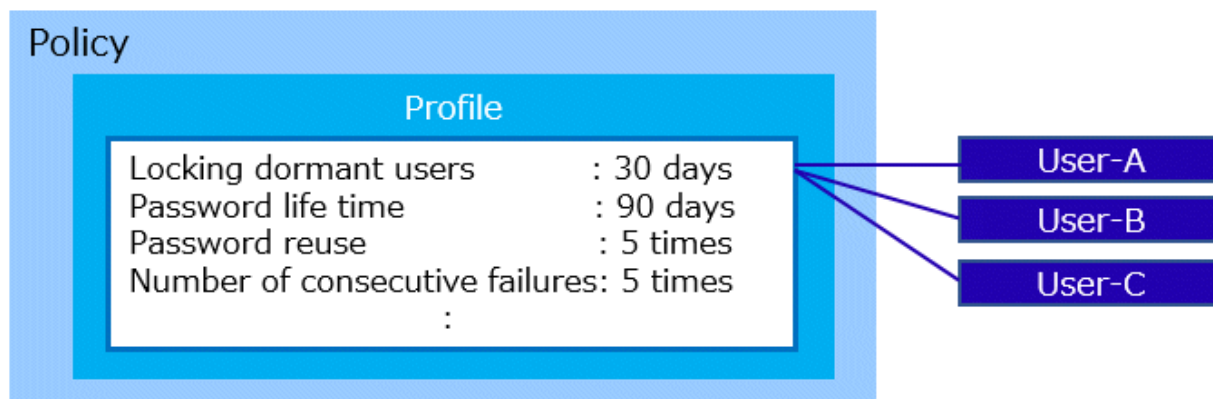 Policy
Profile
Locking dormant users : 30 days
Password life time : 90 days
Password reuse : 5 times
Number of consecutive failures: 5 times
:
User-A
User-B
User-C